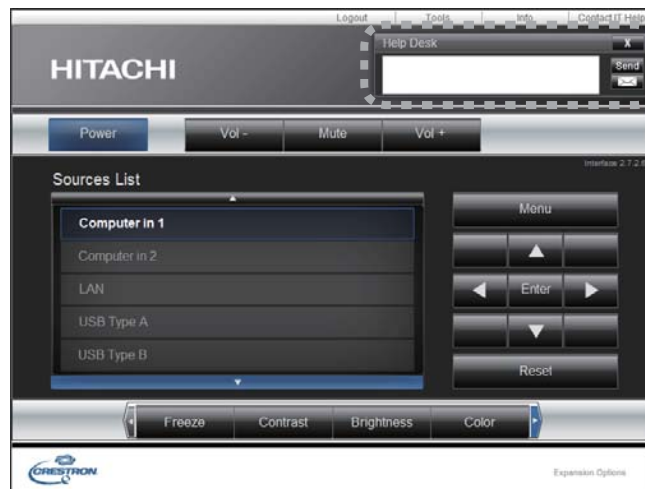 Logout Tools Info Contact IT Help
Help Desk X
HITACHI
Send
Power Vol - Mute Vol +
Interface 2.7.2.6
Sources List
Computer in 1
Computer in 2
LAN
USB Type A
USB Type B
Menu
Enter
Reset
Freeze Contrast Brightness Color
CRESTRON
Expansion Options